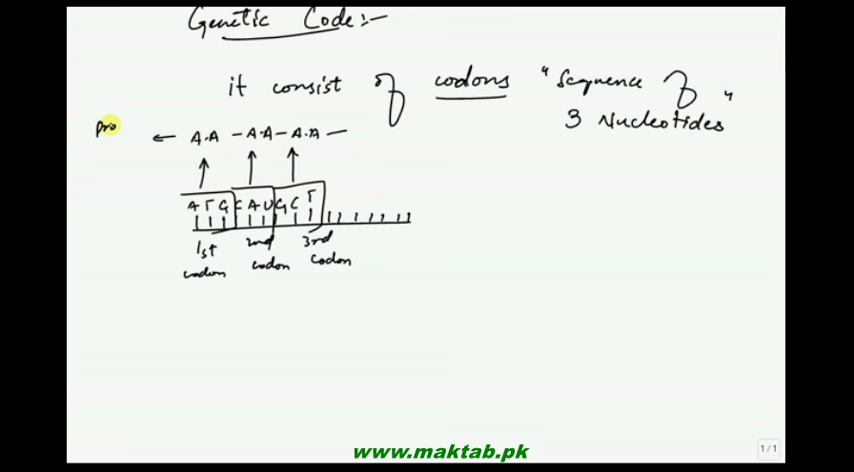 Genetic Code:-
it consist of codons "Sequence of
3 Nucleotides"
Pro ← A.A - A.A - A.A -
A T G C A U G C T
1st 2nd 3rd
codon codon codon
1/1
www.maktab.pk